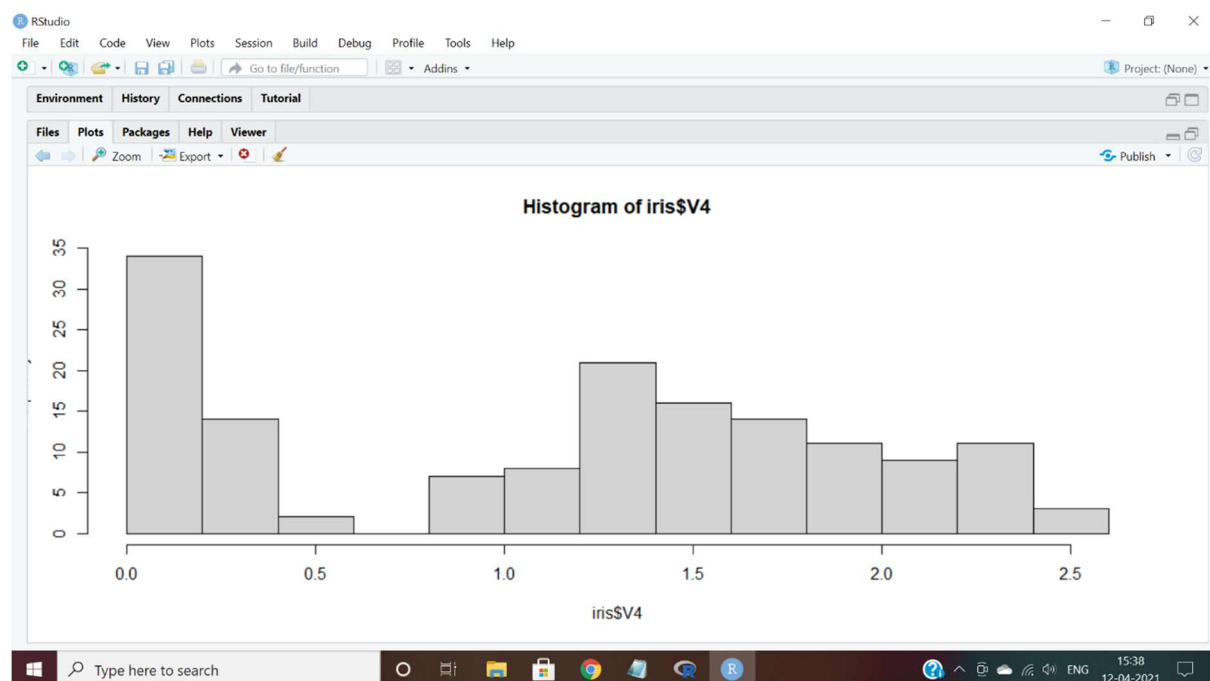 RStudio
File Edit Code View Plots Session Build Debug Profile Tools Help
Go to file/function Addins Project: (None)
Environment History Connections Tutorial
Files Plots Packages Help Viewer
Zoom Export Publish
Histogram of iris$V4
35
30
25
20
15
10
5
0
0.0 0.5 1.0 1.5 2.0 2.5
iris$V4
Type here to search
ENG
15:38
12-04-2021